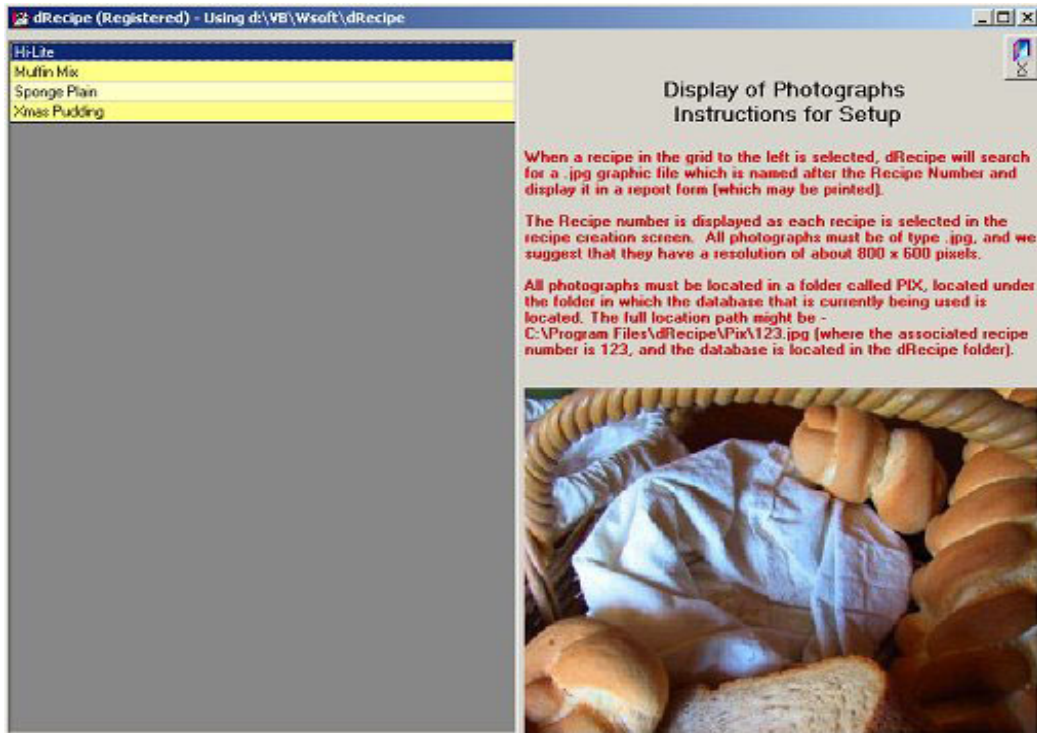 dRecipe (Registered) - Using d:\VB\Wsoft\dRecipe
Hi-Lite
Muffin Mix
Sponge Plain
Xmas Pudding
Display of Photographs
Instructions for Setup
When a recipe in the grid to the left is selected, dRecipe will search
for a .jpg graphic file which is named after the Recipe Number and
display it in a report form (which may be printed).
The Recipe number is displayed as each recipe is selected in the
recipe creation screen.  All photographs must be of type .jpg, and we
suggest that they have a resolution of about 800 x 600 pixels.
All photographs must be located in a folder called PIX, located under
the folder in which the database that is currently being used is
located. The full location path might be -
C:\Program Files\dRecipe\Pix\123.jpg (where the associated recipe
number is 123, and the database is located in the dRecipe folder).